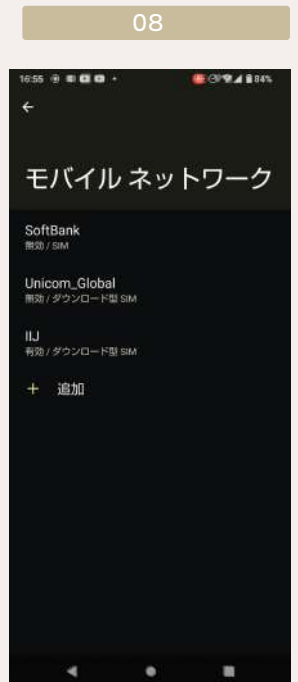 08
16:55
84%
モバイル ネットワーク
SoftBank
無効 / SIM
Unicom_Global
無効 / ダウンロード型 SIM
IIJ
有効 / ダウンロード型 SIM
+ 追加